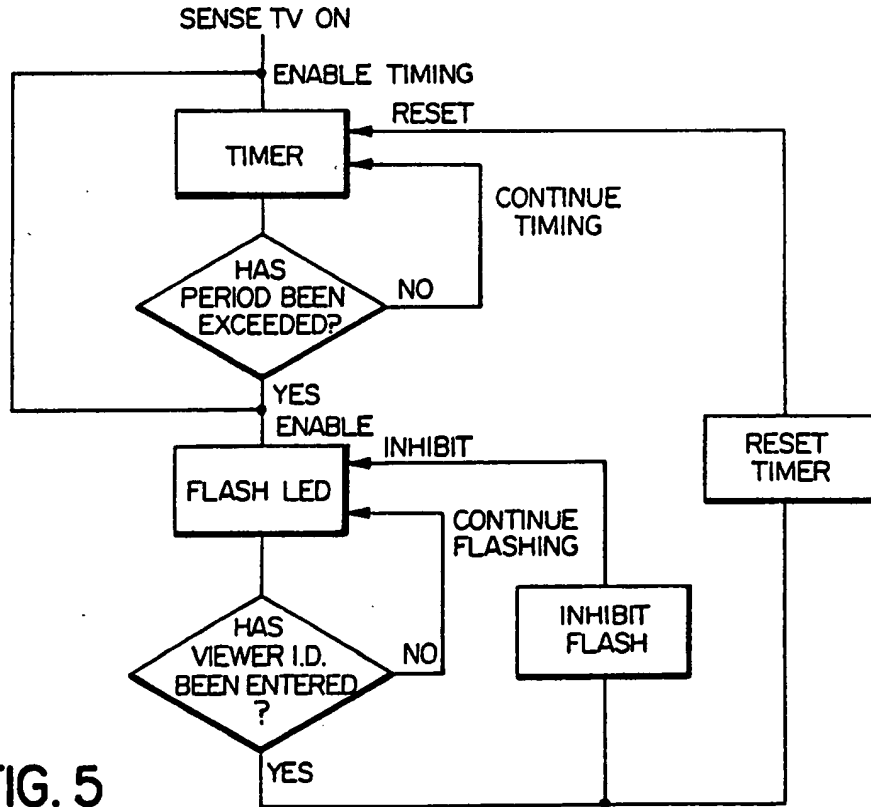 SENSE TV ON
ENABLE TIMING
RESET
TIMER
CONTINUE
TIMING
HAS
PERIOD BEEN
EXCEEDED?
NO
YES
ENABLE
INHIBIT
RESET
TIMER
FLASH LED
CONTINUE
FLASHING
INHIBIT
FLASH
HAS
VIEWER I.D.
BEEN ENTERED
?
NO
YES
FIG. 5